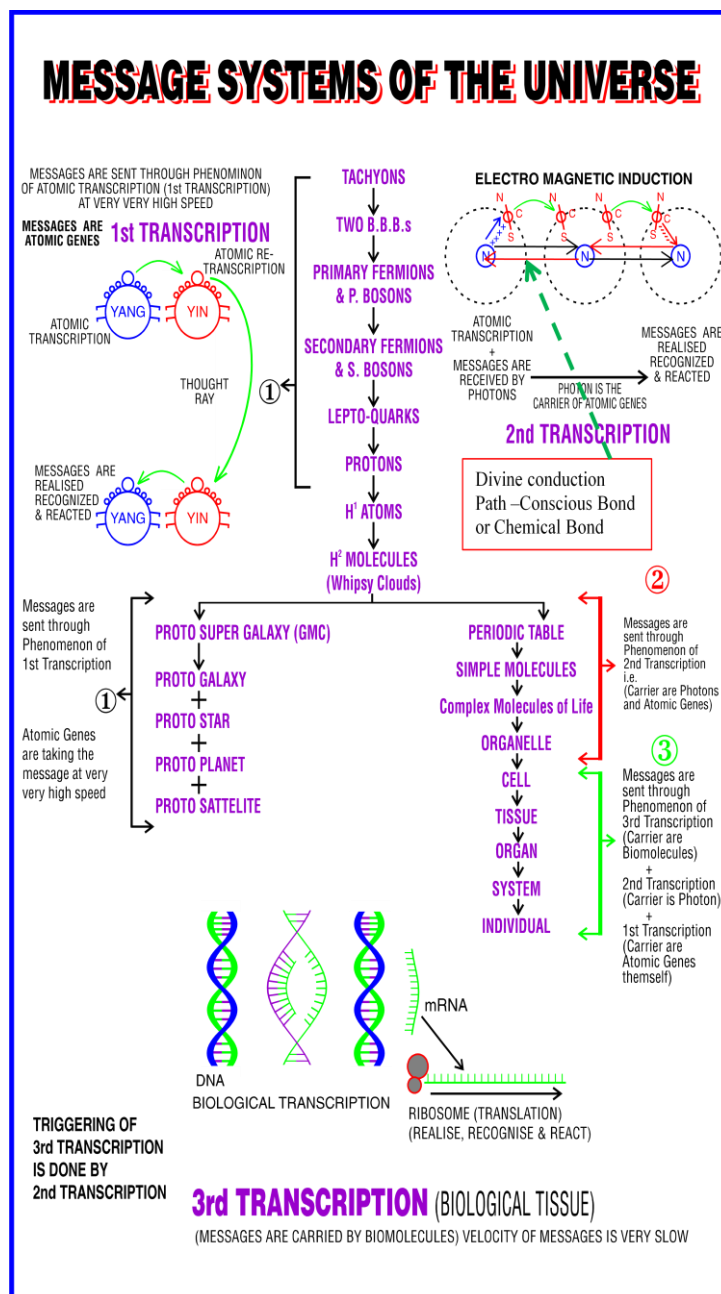 MESSAGE SYSTEMS OF THE UNIVERSE
MESSAGES ARE SENT THROUGH PHENOMINON
OF ATOMIC TRANSCRIPTION (1st TRANSCRIPTION)
AT VERY VERY HIGH SPEED
MESSAGES ARE
ATOMIC GENES
1st TRANSCRIPTION
ATOMIC RE-
TRANSCRIPTION
YANG
YIN
ATOMIC
TRANSCRIPTION
THOUGHT
RAY
MESSAGES ARE
REALISED
RECOGNIZED
& REACTED
YANG
YIN
1
TACHYONS
TWO B.B.B.s
PRIMARY FERMIONS
& P. BOSONS
SECONDARY FERMIONS
& S. BOSONS
LEPTO-QUARKS
PROTONS
H¹ ATOMS
H² MOLECULES
(Whipsy Clouds)
ELECTRO MAGNETIC INDUCTION
N
C
S
N
C
S
N
C
S
N
C
S
N
N
N
ATOMIC
TRANSCRIPTION
+
MESSAGES ARE
RECEIVED BY
PHOTONS
PHOTON IS THE
CARRIER OF ATOMIC GENES
MESSAGES ARE
REALISED
RECOGNIZED
& REACTED
2nd TRANSCRIPTION
Divine conduction
Path –Conscious Bond
or Chemical Bond
Messages are
sent through
Phenomenon of
1st Transcription
1
Atomic Genes
are taking the
message at very
very high speed
PROTO SUPER GALAXY (GMC)
PROTO GALAXY
+
PROTO STAR
+
PROTO PLANET
+
PROTO SATTELITE
PERIODIC TABLE
SIMPLE MOLECULES
Complex Molecules of Life
ORGANELLE
CELL
TISSUE
ORGAN
SYSTEM
INDIVIDUAL
2
Messages are
sent through
Phenomenon of
2nd Transcription
i.e.
(Carrier are Photons
and Atomic Genes)
3
Messages are
sent through
Phenomenon of
3rd Transcription
(Carrier are
Biomolecules)
+
2nd Transcription
(Carrier is Photon)
+
1st Transcription
(Carrier are
Atomic Genes
themself)
mRNA
DNA
BIOLOGICAL TRANSCRIPTION
RIBOSOME (TRANSLATION)
(REALISE, RECOGNISE & REACT)
TRIGGERING OF
3rd TRANSCRIPTION
IS DONE BY
2nd TRANSCRIPTION
3rd TRANSCRIPTION (BIOLOGICAL TISSUE)
(MESSAGES ARE CARRIED BY BIOMOLECULES) VELOCITY OF MESSAGES IS VERY SLOW